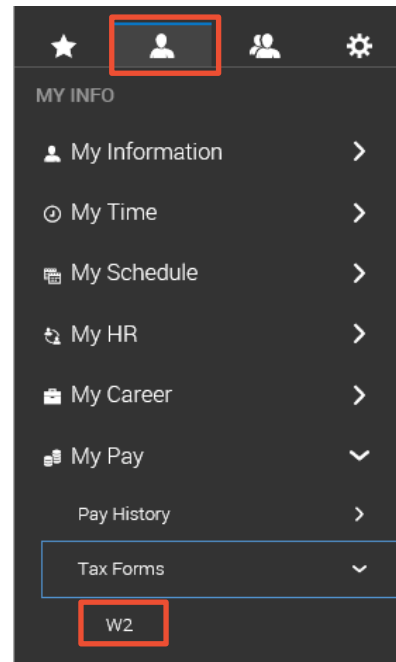 MY INFO
My Information
My Time
My Schedule
My HR
My Career
My Pay
Pay History
Tax Forms
W2